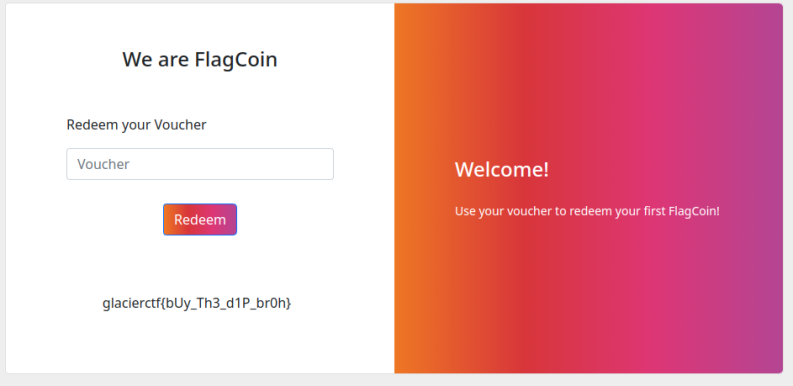 We are FlagCoin
Redeem your Voucher
Voucher
Redeem
glacierctf{bUy_Th3_d1P_br0h}
Welcome!
Use your voucher to redeem your first FlagCoin!